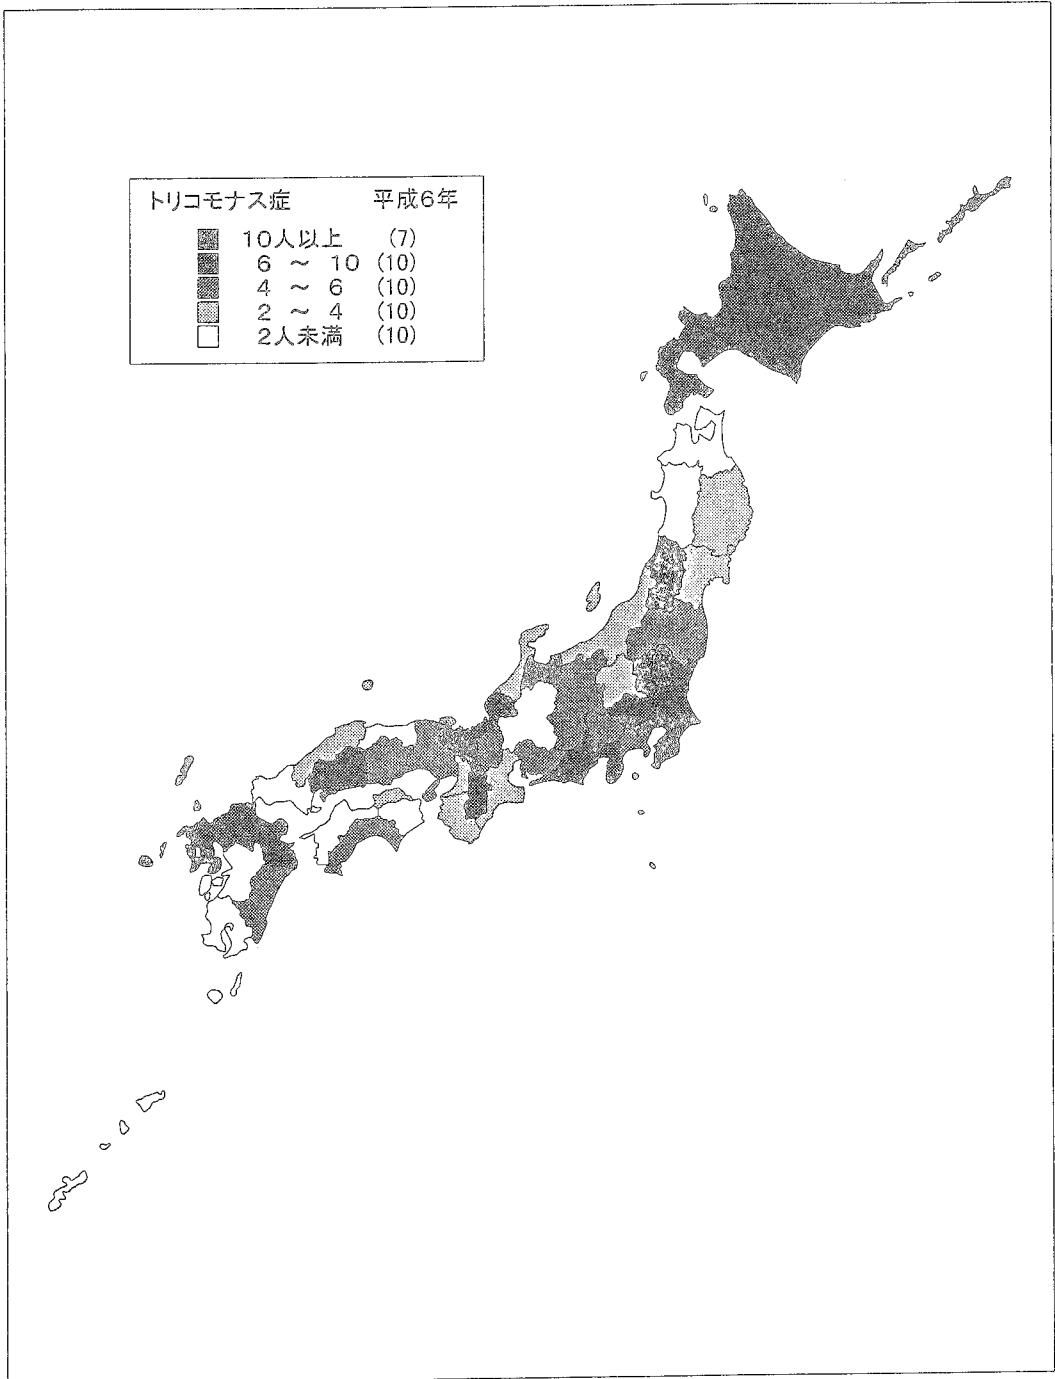 トリコモナス症 平成6年
10人以上 (7)
6 ～ 10 (10)
4 ～ 6 (10)
2 ～ 4 (10)
2人未満 (10)